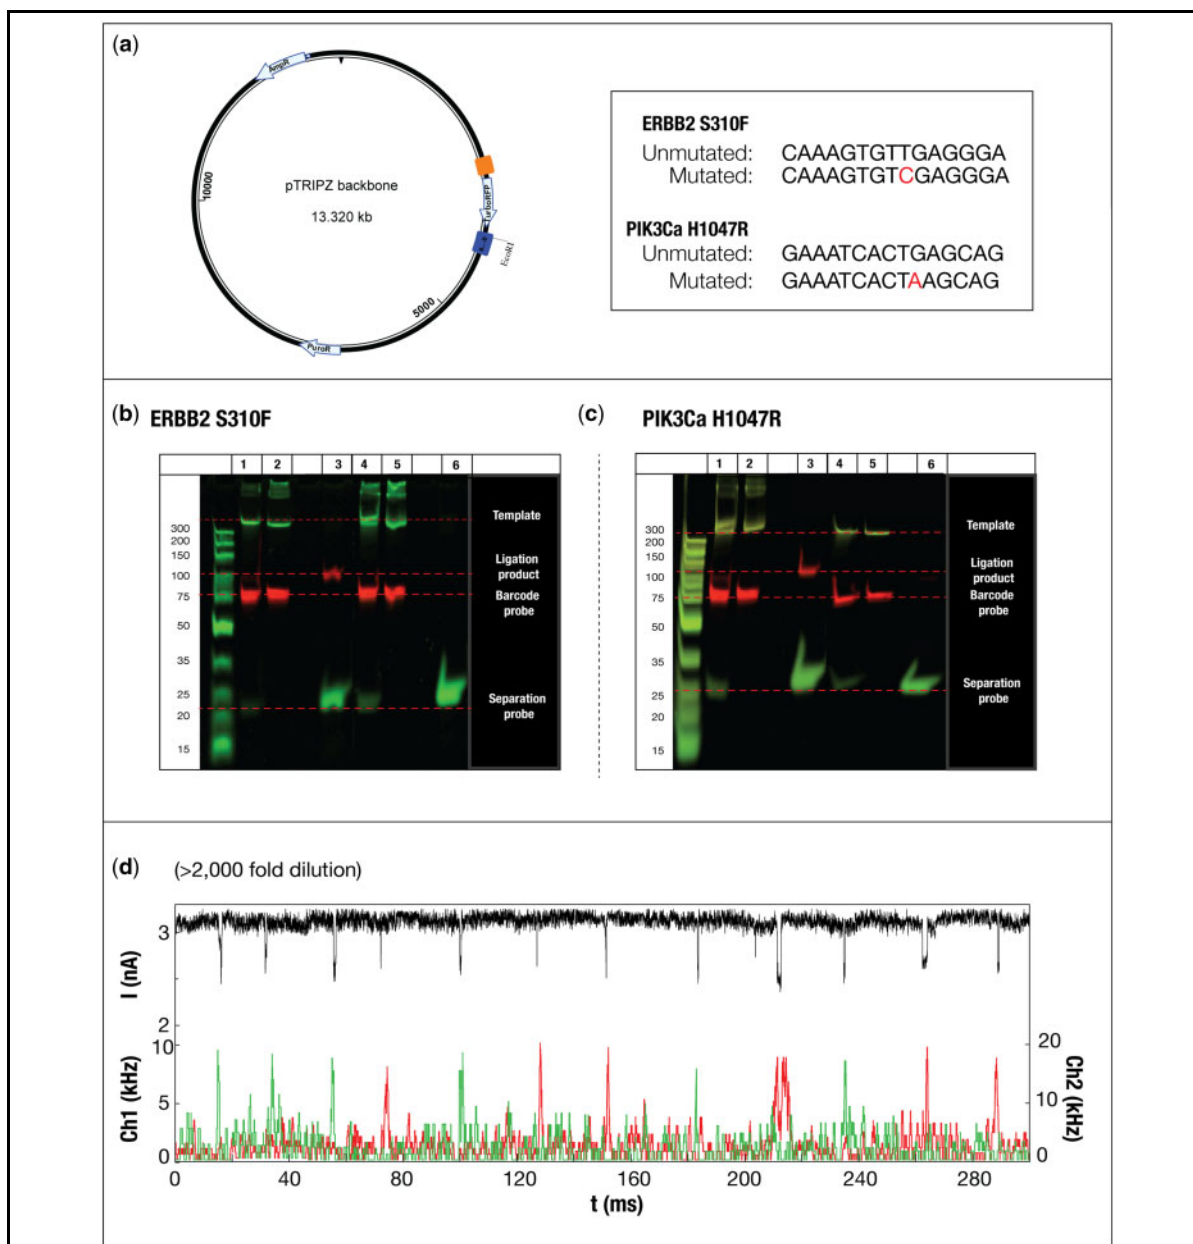 (a)
AmpR
pTRIPZ backbone
13.320 kb
10000
TurboRFP
EcoRI
5000
PuroR
ERBB2 S310F
Unmutated: CAAAGTGTTGAGGGA
Mutated: CAAAGTGTCGAGGGA
PIK3Ca H1047R
Unmutated: GAAATCACTGAGCAG
Mutated: GAAATCACTAAGCAG
(b) ERBB2 S310F
1 2 3 4 5 6
300
200
150
100
75
50
35
25
20
15
Template
Ligation
product
Barcode
probe
Separation
probe
(c) PIK3Ca H1047R
1 2 3 4 5 6
300
200
150
100
75
50
35
25
20
15
Template
Ligation
product
Barcode
probe
Separation
probe
(d) (>2,000 fold dilution)
I (nA)
3
2
Ch1 (kHz)
10
5
0
Ch2 (kHz)
20
10
0
0 40 80 120 160 200 240 280
t (ms)